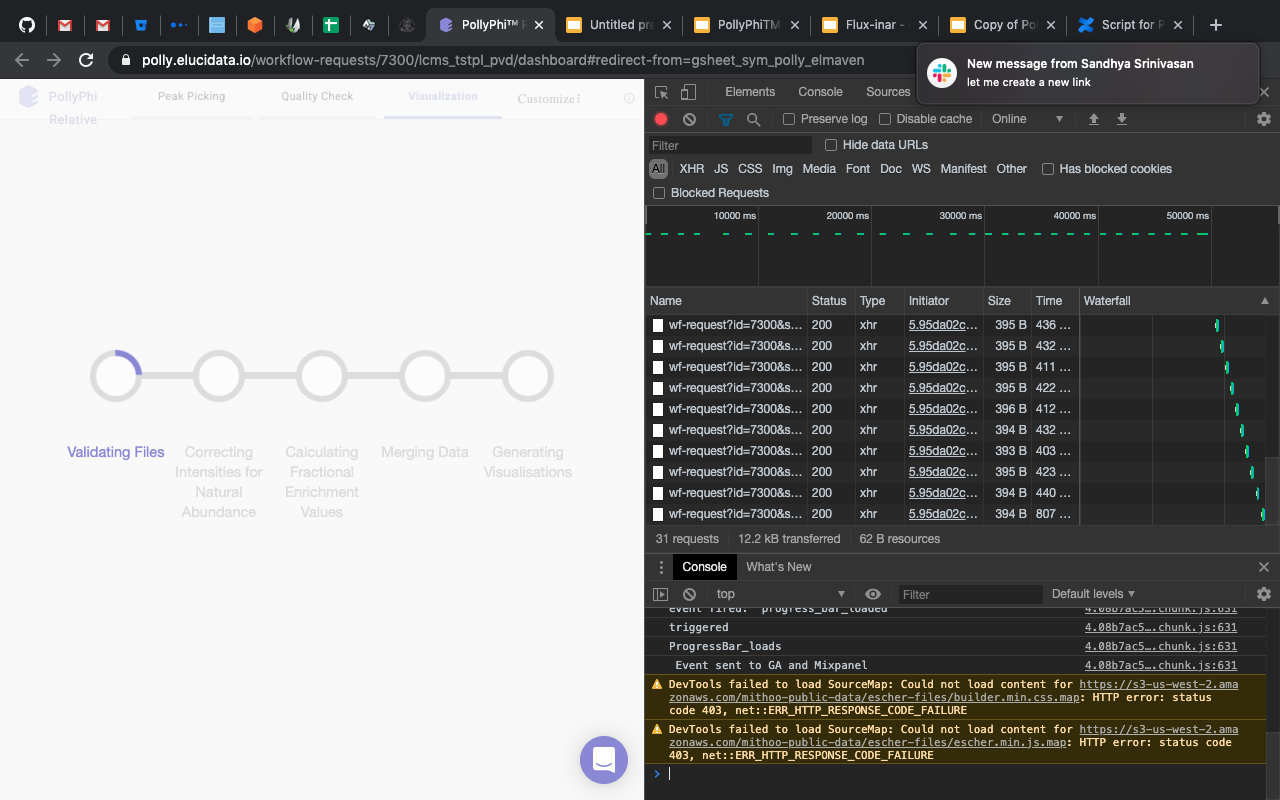 PollyPhi™
Untitled pre
PollyPhiTM
Flux-inar -
Copy of Po
Script for P
polly.elucidata.io/workflow-requests/7300/lcms_tstpl_pvd/dashboard#redirect-from=gsheet_sym_polly_elmaven
New message from Sandhya Srinivasan
let me create a new link
PollyPhi
Relative
Peak Picking
Quality Check
Visualization
Customize
Elements
Console
Sources
Preserve log
Disable cache
Online
Filter
Hide data URLs
All
XHR
JS
CSS
Img
Media
Font
Doc
WS
Manifest
Other
Has blocked cookies
Blocked Requests
10000 ms
20000 ms
30000 ms
40000 ms
50000 ms
Name Status Type Initiator Size Time Waterfall
wf-request?id=7300&s... 200 xhr 5.95da02c... 395 B 436 ...
wf-request?id=7300&s... 200 xhr 5.95da02c... 395 B 432 ...
wf-request?id=7300&s... 200 xhr 5.95da02c... 395 B 411 ...
wf-request?id=7300&s... 200 xhr 5.95da02c... 395 B 422 ...
wf-request?id=7300&s... 200 xhr 5.95da02c... 396 B 412 ...
wf-request?id=7300&s... 200 xhr 5.95da02c... 394 B 432 ...
wf-request?id=7300&s... 200 xhr 5.95da02c... 393 B 403 ...
wf-request?id=7300&s... 200 xhr 5.95da02c... 395 B 423 ...
wf-request?id=7300&s... 200 xhr 5.95da02c... 394 B 440 ...
wf-request?id=7300&s... 200 xhr 5.95da02c... 394 B 807 ...
31 requests
12.2 kB transferred
62 B resources
Validating Files
Correcting
Intensities for
Natural
Abundance
Calculating
Fractional
Enrichment
Values
Merging Data
Generating
Visualisations
Console
What's New
top
Filter
Default levels
event fired: progress_bar_loaded 4.08b7ac5….chunk.js:631
triggered 4.08b7ac5….chunk.js:631
ProgressBar_loads 4.08b7ac5….chunk.js:631
Event sent to GA and Mixpanel 4.08b7ac5….chunk.js:631
DevTools failed to load SourceMap: Could not load content for https://s3-us-west-2.ama
zonaws.com/mithoo-public-data/escher-files/builder.min.css.map: HTTP error: status
code 403, net::ERR_HTTP_RESPONSE_CODE_FAILURE
DevTools failed to load SourceMap: Could not load content for https://s3-us-west-2.ama
zonaws.com/mithoo-public-data/escher-files/escher.min.js.map: HTTP error: status code
403, net::ERR_HTTP_RESPONSE_CODE_FAILURE